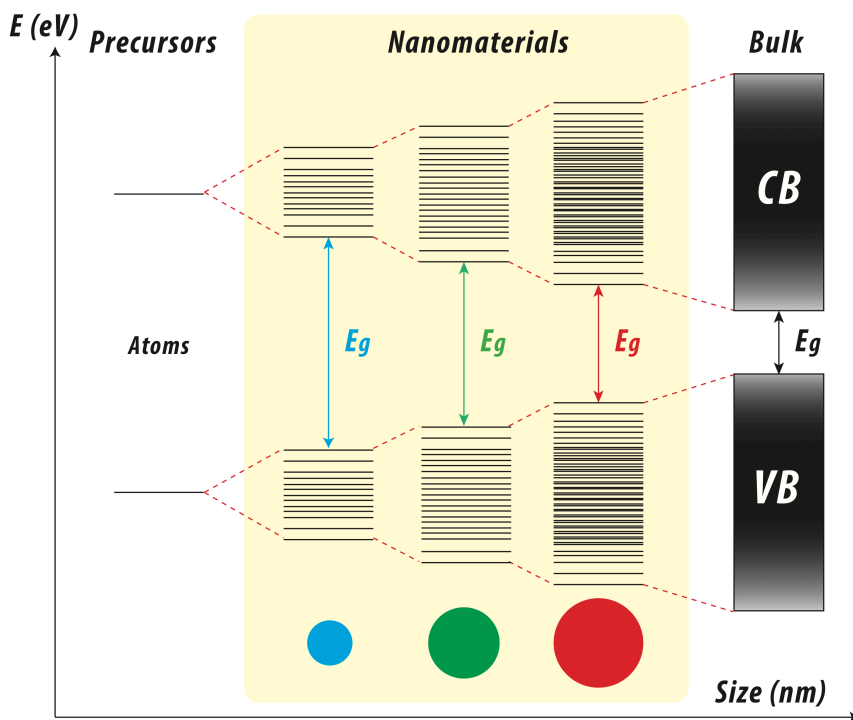 E (eV)
Precursors
Nanomaterials
Bulk
CB
Atoms
Eg
Eg
Eg
Eg
VB
Size (nm)